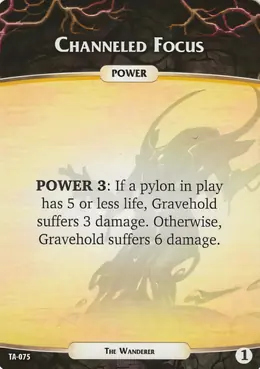 CHANNELED FOCUS
POWER
POWER 3: If a pylon in play
has 5 or less life, Gravehold
suffers 3 damage. Otherwise,
Gravehold suffers 6 damage.
TA-075
THE WANDERER
1